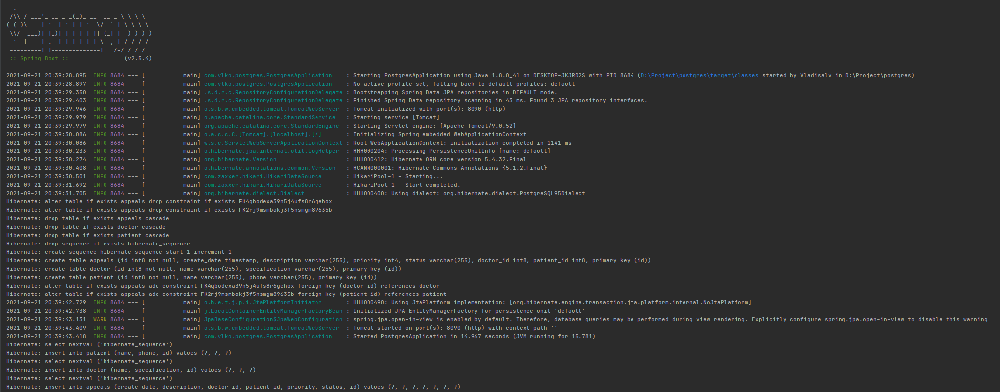 .   ____          _            __ _ _
 /\\ / ___'_ __ _ _(_)_ __  __ _ \ \ \ \
( ( )\___ | '_ | '_| | '_ \/ _` | \ \ \ \
 \\/  ___)| |_)| | | | | || (_| |  ) ) ) )
  '  |____| .__|_| |_|_| |_\__, | / / / /
 =========|_|==============|___/=/_/_/_/
 :: Spring Boot ::                (v2.5.4)
2021-09-21 20:39:28.895  INFO 8684 --- [           main] com.vlko.postgres.PostgresApplication    : Starting PostgresApplication using Java 1.8.0_41 on DESKTOP-JKJRD2S with PID 8684 (D:\Project\postgres\target\classes started by Vladisalv in D:\Project\postgres)
2021-09-21 20:39:28.897  INFO 8684 --- [           main] com.vlko.postgres.PostgresApplication    : No active profile set, falling back to default profiles: default
2021-09-21 20:39:29.350  INFO 8684 --- [           main] .s.d.r.c.RepositoryConfigurationDelegate : Bootstrapping Spring Data JPA repositories in DEFAULT mode.
2021-09-21 20:39:29.403  INFO 8684 --- [           main] .s.d.r.c.RepositoryConfigurationDelegate : Finished Spring Data repository scanning in 43 ms. Found 3 JPA repository interfaces.
2021-09-21 20:39:29.946  INFO 8684 --- [           main] o.s.b.w.embedded.tomcat.TomcatWebServer  : Tomcat initialized with port(s): 8090 (http)
2021-09-21 20:39:29.979  INFO 8684 --- [           main] o.apache.catalina.core.StandardService   : Starting service [Tomcat]
2021-09-21 20:39:29.979  INFO 8684 --- [           main] org.apache.catalina.core.StandardEngine  : Starting Servlet engine: [Apache Tomcat/9.0.52]
2021-09-21 20:39:30.086  INFO 8684 --- [           main] o.a.c.c.C.[Tomcat].[localhost].[/]       : Initializing Spring embedded WebApplicationContext
2021-09-21 20:39:30.086  INFO 8684 --- [           main] w.s.c.ServletWebServerApplicationContext : Root WebApplicationContext: initialization completed in 1141 ms
2021-09-21 20:39:30.233  INFO 8684 --- [           main] o.hibernate.jpa.internal.util.LogHelper  : HHH000204: Processing PersistenceUnitInfo [name: default]
2021-09-21 20:39:30.274  INFO 8684 --- [           main] org.hibernate.Version                    : HHH000412: Hibernate ORM core version 5.4.32.Final
2021-09-21 20:39:30.408  INFO 8684 --- [           main] o.hibernate.annotations.common.Version   : HCANN000001: Hibernate Commons Annotations {5.1.2.Final}
2021-09-21 20:39:30.501  INFO 8684 --- [           main] com.zaxxer.hikari.HikariDataSource       : HikariPool-1 - Starting...
2021-09-21 20:39:31.692  INFO 8684 --- [           main] com.zaxxer.hikari.HikariDataSource       : HikariPool-1 - Start completed.
2021-09-21 20:39:31.705  INFO 8684 --- [           main] org.hibernate.dialect.Dialect            : HHH000400: Using dialect: org.hibernate.dialect.PostgreSQL95Dialect
Hibernate: alter table if exists appeals drop constraint if exists FK4qbodexa39n5j4ufs8r6gehox
Hibernate: alter table if exists appeals drop constraint if exists FK2rj9msmbakj3f5nsmgm89635b
Hibernate: drop table if exists appeals cascade
Hibernate: drop table if exists doctor cascade
Hibernate: drop table if exists patient cascade
Hibernate: drop sequence if exists hibernate_sequence
Hibernate: create sequence hibernate_sequence start 1 increment 1
Hibernate: create table appeals (id int8 not null, create_date timestamp, description varchar(255), priority int4, status varchar(255), doctor_id int8, patient_id int8, primary key (id))
Hibernate: create table doctor (id int8 not null, name varchar(255), specification varchar(255), primary key (id))
Hibernate: create table patient (id int8 not null, name varchar(255), phone varchar(255), primary key (id))
Hibernate: alter table if exists appeals add constraint FK4qbodexa39n5j4ufs8r6gehox foreign key (doctor_id) references doctor
Hibernate: alter table if exists appeals add constraint FK2rj9msmbakj3f5nsmgm89635b foreign key (patient_id) references patient
2021-09-21 20:39:42.729  INFO 8684 --- [           main] o.h.e.t.j.p.i.JtaPlatformInitiator       : HHH000490: Using JtaPlatform implementation: [org.hibernate.engine.transaction.jta.platform.internal.NoJtaPlatform]
2021-09-21 20:39:42.738  INFO 8684 --- [           main] j.LocalContainerEntityManagerFactoryBean : Initialized JPA EntityManagerFactory for persistence unit 'default'
2021-09-21 20:39:43.131  WARN 8684 --- [           main] JpaBaseConfiguration$JpaWebConfiguration : spring.jpa.open-in-view is enabled by default. Therefore, database queries may be performed during view rendering. Explicitly configure spring.jpa.open-in-view to disable this warning
2021-09-21 20:39:43.409  INFO 8684 --- [           main] o.s.b.w.embedded.tomcat.TomcatWebServer  : Tomcat started on port(s): 8090 (http) with context path ''
2021-09-21 20:39:43.418  INFO 8684 --- [           main] com.vlko.postgres.PostgresApplication    : Started PostgresApplication in 14.967 seconds (JVM running for 15.781)
Hibernate: select nextval ('hibernate_sequence')
Hibernate: insert into patient (name, phone, id) values (?, ?, ?)
Hibernate: select nextval ('hibernate_sequence')
Hibernate: insert into doctor (name, specification, id) values (?, ?, ?)
Hibernate: select nextval ('hibernate_sequence')
Hibernate: insert into appeals (create_date, description, doctor_id, patient_id, priority, status, id) values (?, ?, ?, ?, ?, ?, ?)